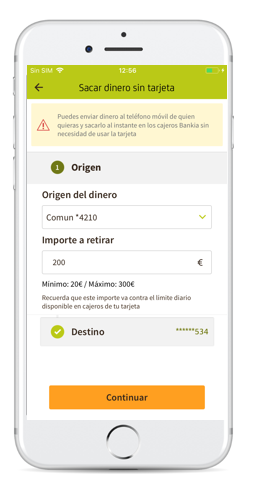 Sin SIM 12:56
Sacar dinero sin tarjeta
Puedes enviar dinero al teléfono móvil de quien
quieras y sacarlo al instante en los cajeros Bankia sin
necesidad de usar la tarjeta
1 Origen
Origen del dinero
Comun *4210
Importe a retirar
200 €
Mínimo: 20€ / Máximo: 300€
Recuerda que este importe va contra el límite diario
disponible en cajeros de tu tarjeta
Destino ******534
Continuar